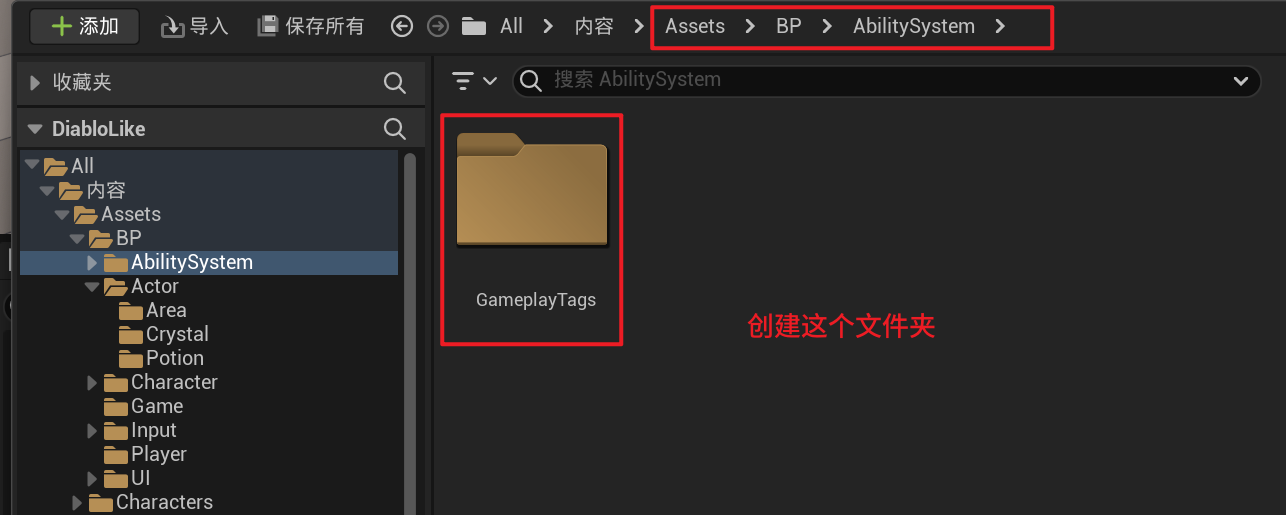 添加 导入 保存所有 All 内容 Assets BP AbilitySystem
收藏夹
搜索 AbilitySystem
DiabloLike
All
内容
Assets
BP
AbilitySystem
Actor
Area
Crystal
Potion
Character
Game
Input
Player
UI
Characters
GameplayTags
创建这个文件夹